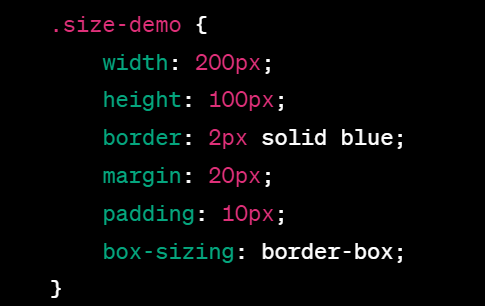 .size-demo {
    width: 200px;
    height: 100px;
    border: 2px solid blue;
    margin: 20px;
    padding: 10px;
    box-sizing: border-box;
}